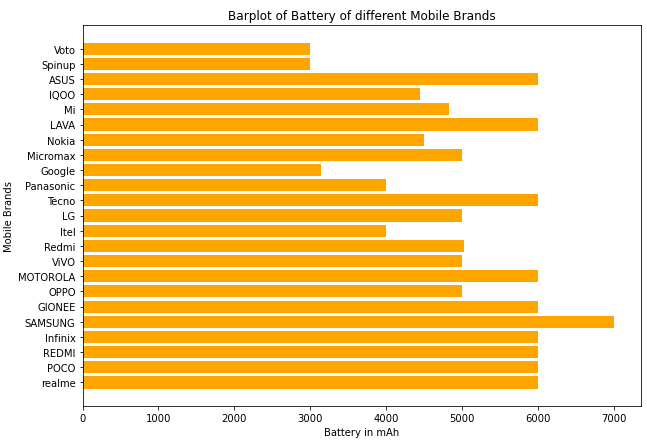 Barplot of Battery of different Mobile Brands
Voto
Spinup
ASUS
IQOO
Mi
LAVA
Nokia
Micromax
Google
Panasonic
Tecno
LG
Itel
Redmi
ViVO
MOTOROLA
OPPO
GIONEE
SAMSUNG
Infinix
REDMI
POCO
realme
Mobile Brands
0 1000 2000 3000 4000 5000 6000 7000
Battery in mAh